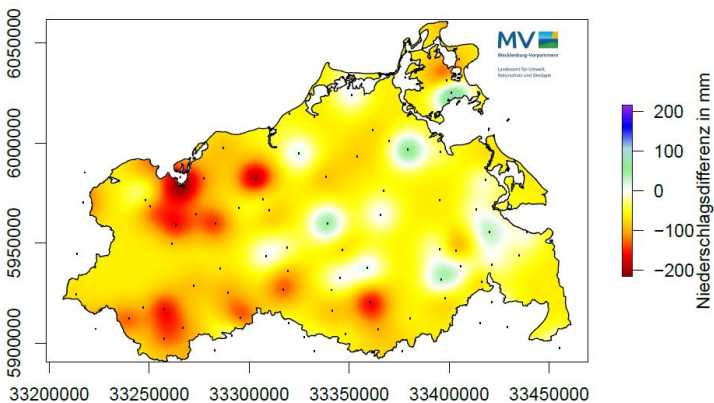 MV
Mecklenburg-Vorpommern
Landesamt für Umwelt,
Naturschutz und Geologie
6050000
6000000
5950000
5900000
33200000 33250000 33300000 33350000 33400000 33450000
200
100
0
−100
−200
Niederschlagsdifferenz in mm